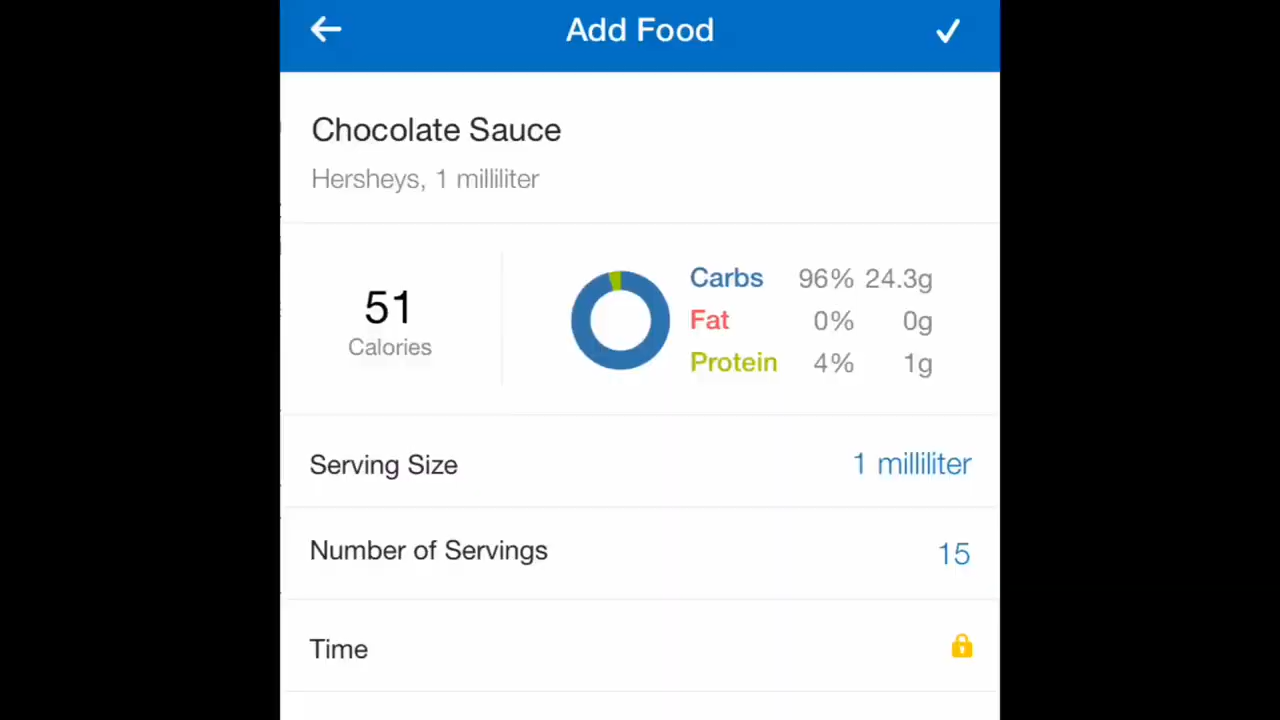 Add Food
Chocolate Sauce
Hersheys, 1 milliliter
51
Calories
Carbs 96% 24.3g
Fat 0% 0g
Protein 4% 1g
Serving Size 1 milliliter
Number of Servings 15
Time